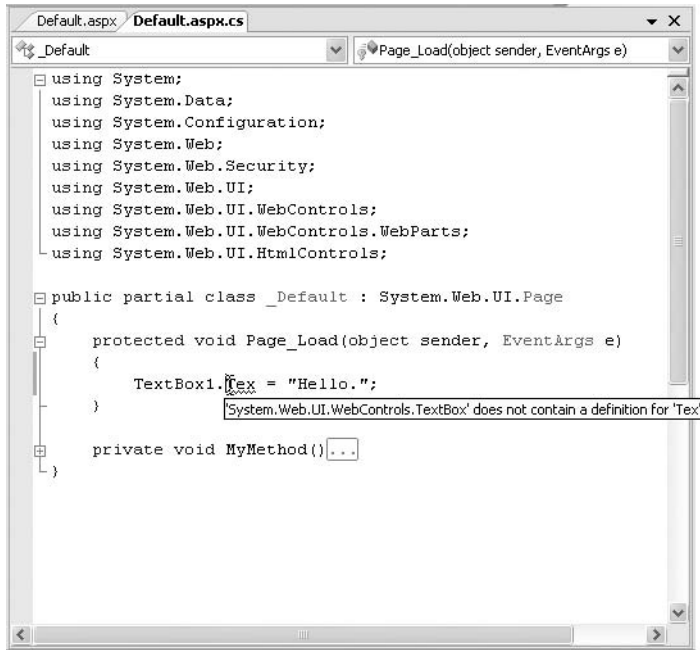 Default.aspx Default.aspx.cs
_Default Page_Load(object sender, EventArgs e)
using System;
using System.Data;
using System.Configuration;
using System.Web;
using System.Web.Security;
using System.Web.UI;
using System.Web.UI.WebControls;
using System.Web.UI.WebControls.WebParts;
using System.Web.UI.HtmlControls;
public partial class _Default : System.Web.UI.Page
{
protected void Page_Load(object sender, EventArgs e)
{
TextBox1.Tex = "Hello.";
}
'System.Web.UI.WebControls.TextBox' does not contain a definition for 'Tex'
private void MyMethod()...
}